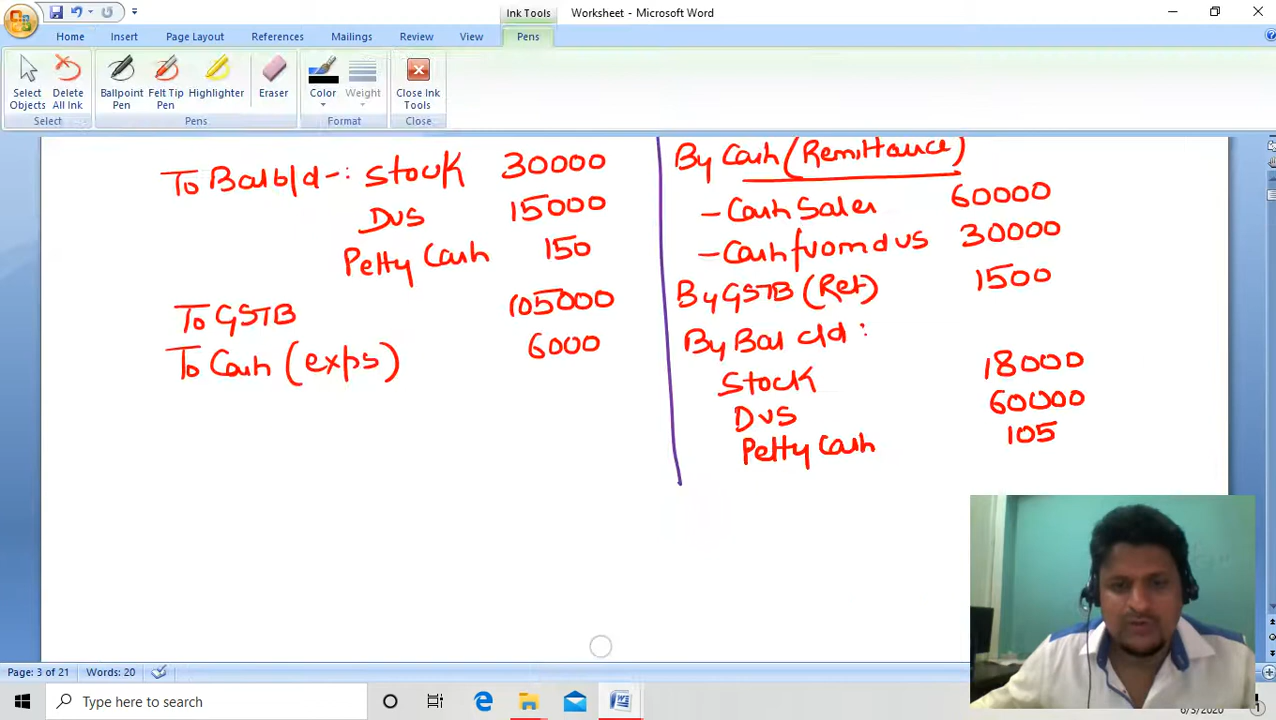 Ink Tools
Worksheet - Microsoft Word
Home Insert Page Layout References Mailings Review View Pens
Select Objects
Delete All Ink
Ballpoint Pen
Felt Tip Pen
Highlighter
Eraser
Color
Weight
Close Ink Tools
Select Pens Format Close
To Bal b/d -: Stock 30000
Drs 15000
Petty Cash 150
To GSTB 105000
To Cash (exps) 6000
By Cash (Remittance)
- Cash Sales 60000
- Cash from drs 30000
By GSTB (Ret) 1500
By Bal c/d :
Stock 18000
Drs 60000
Petty Cash 105
Page: 3 of 21 Words: 20
Type here to search
6/3/2020